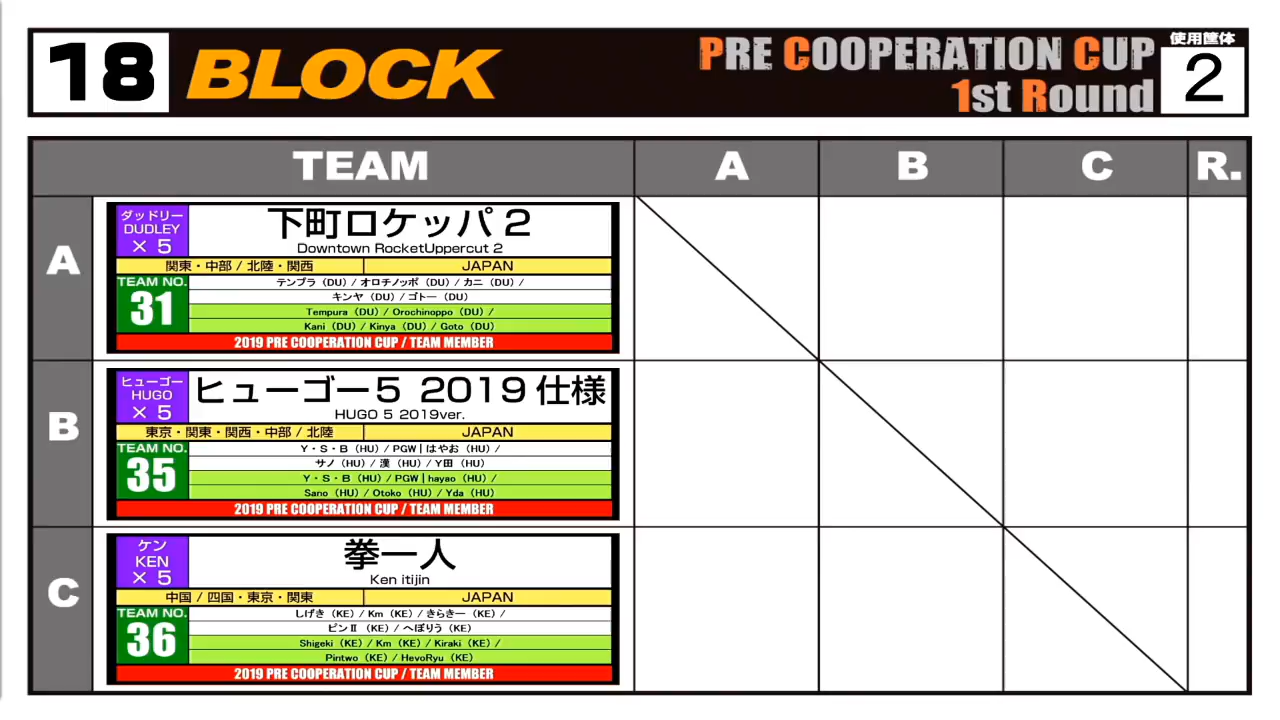 18 BLOCK
PRE COOPERATION CUP
1st Round
使用筐体
2
TEAM A B C R.
A
ダッドリー
DUDLEY
× 5
下町ロケッパ 2
Downtown RocketUppercut 2
関東・中部 / 北陸・関西 JAPAN
TEAM NO.
31
テンプラ（DU）/ オロチノッポ（DU）/ カニ（DU）/
キンヤ（DU）/ ゴトー（DU）
Tempura（DU）/ Orochinoppo（DU）/
Kani（DU）/ Kinya（DU）/ Goto（DU）
2019 PRE COOPERATION CUP / TEAM MEMBER
B
ヒューゴー
HUGO
× 5
ヒューゴー5 2019 仕様
HUGO 5 2019ver.
東京・関東・関西・中部 / 北陸 JAPAN
TEAM NO.
35
Y・S・B（HU）/ PGW | はやお（HU）/
サノ（HU）/ 漢（HU）/ Y田（HU）
Y・S・B（HU）/ PGW | hayao（HU）/
Sano（HU）/ Otoko（HU）/ Yda（HU）
2019 PRE COOPERATION CUP / TEAM MEMBER
C
ケン
KEN
× 5
拳一人
Ken itijin
中国 / 四国・東京・関東 JAPAN
TEAM NO.
36
しげき（KE）/ Km（KE）/ きらきー（KE）/
ピンⅡ（KE）/ へぼりう（KE）
Shigeki（KE）/ Km（KE）/ Kiraki（KE）/
Pintwo（KE）/ HevoRyu（KE）
2019 PRE COOPERATION CUP / TEAM MEMBER